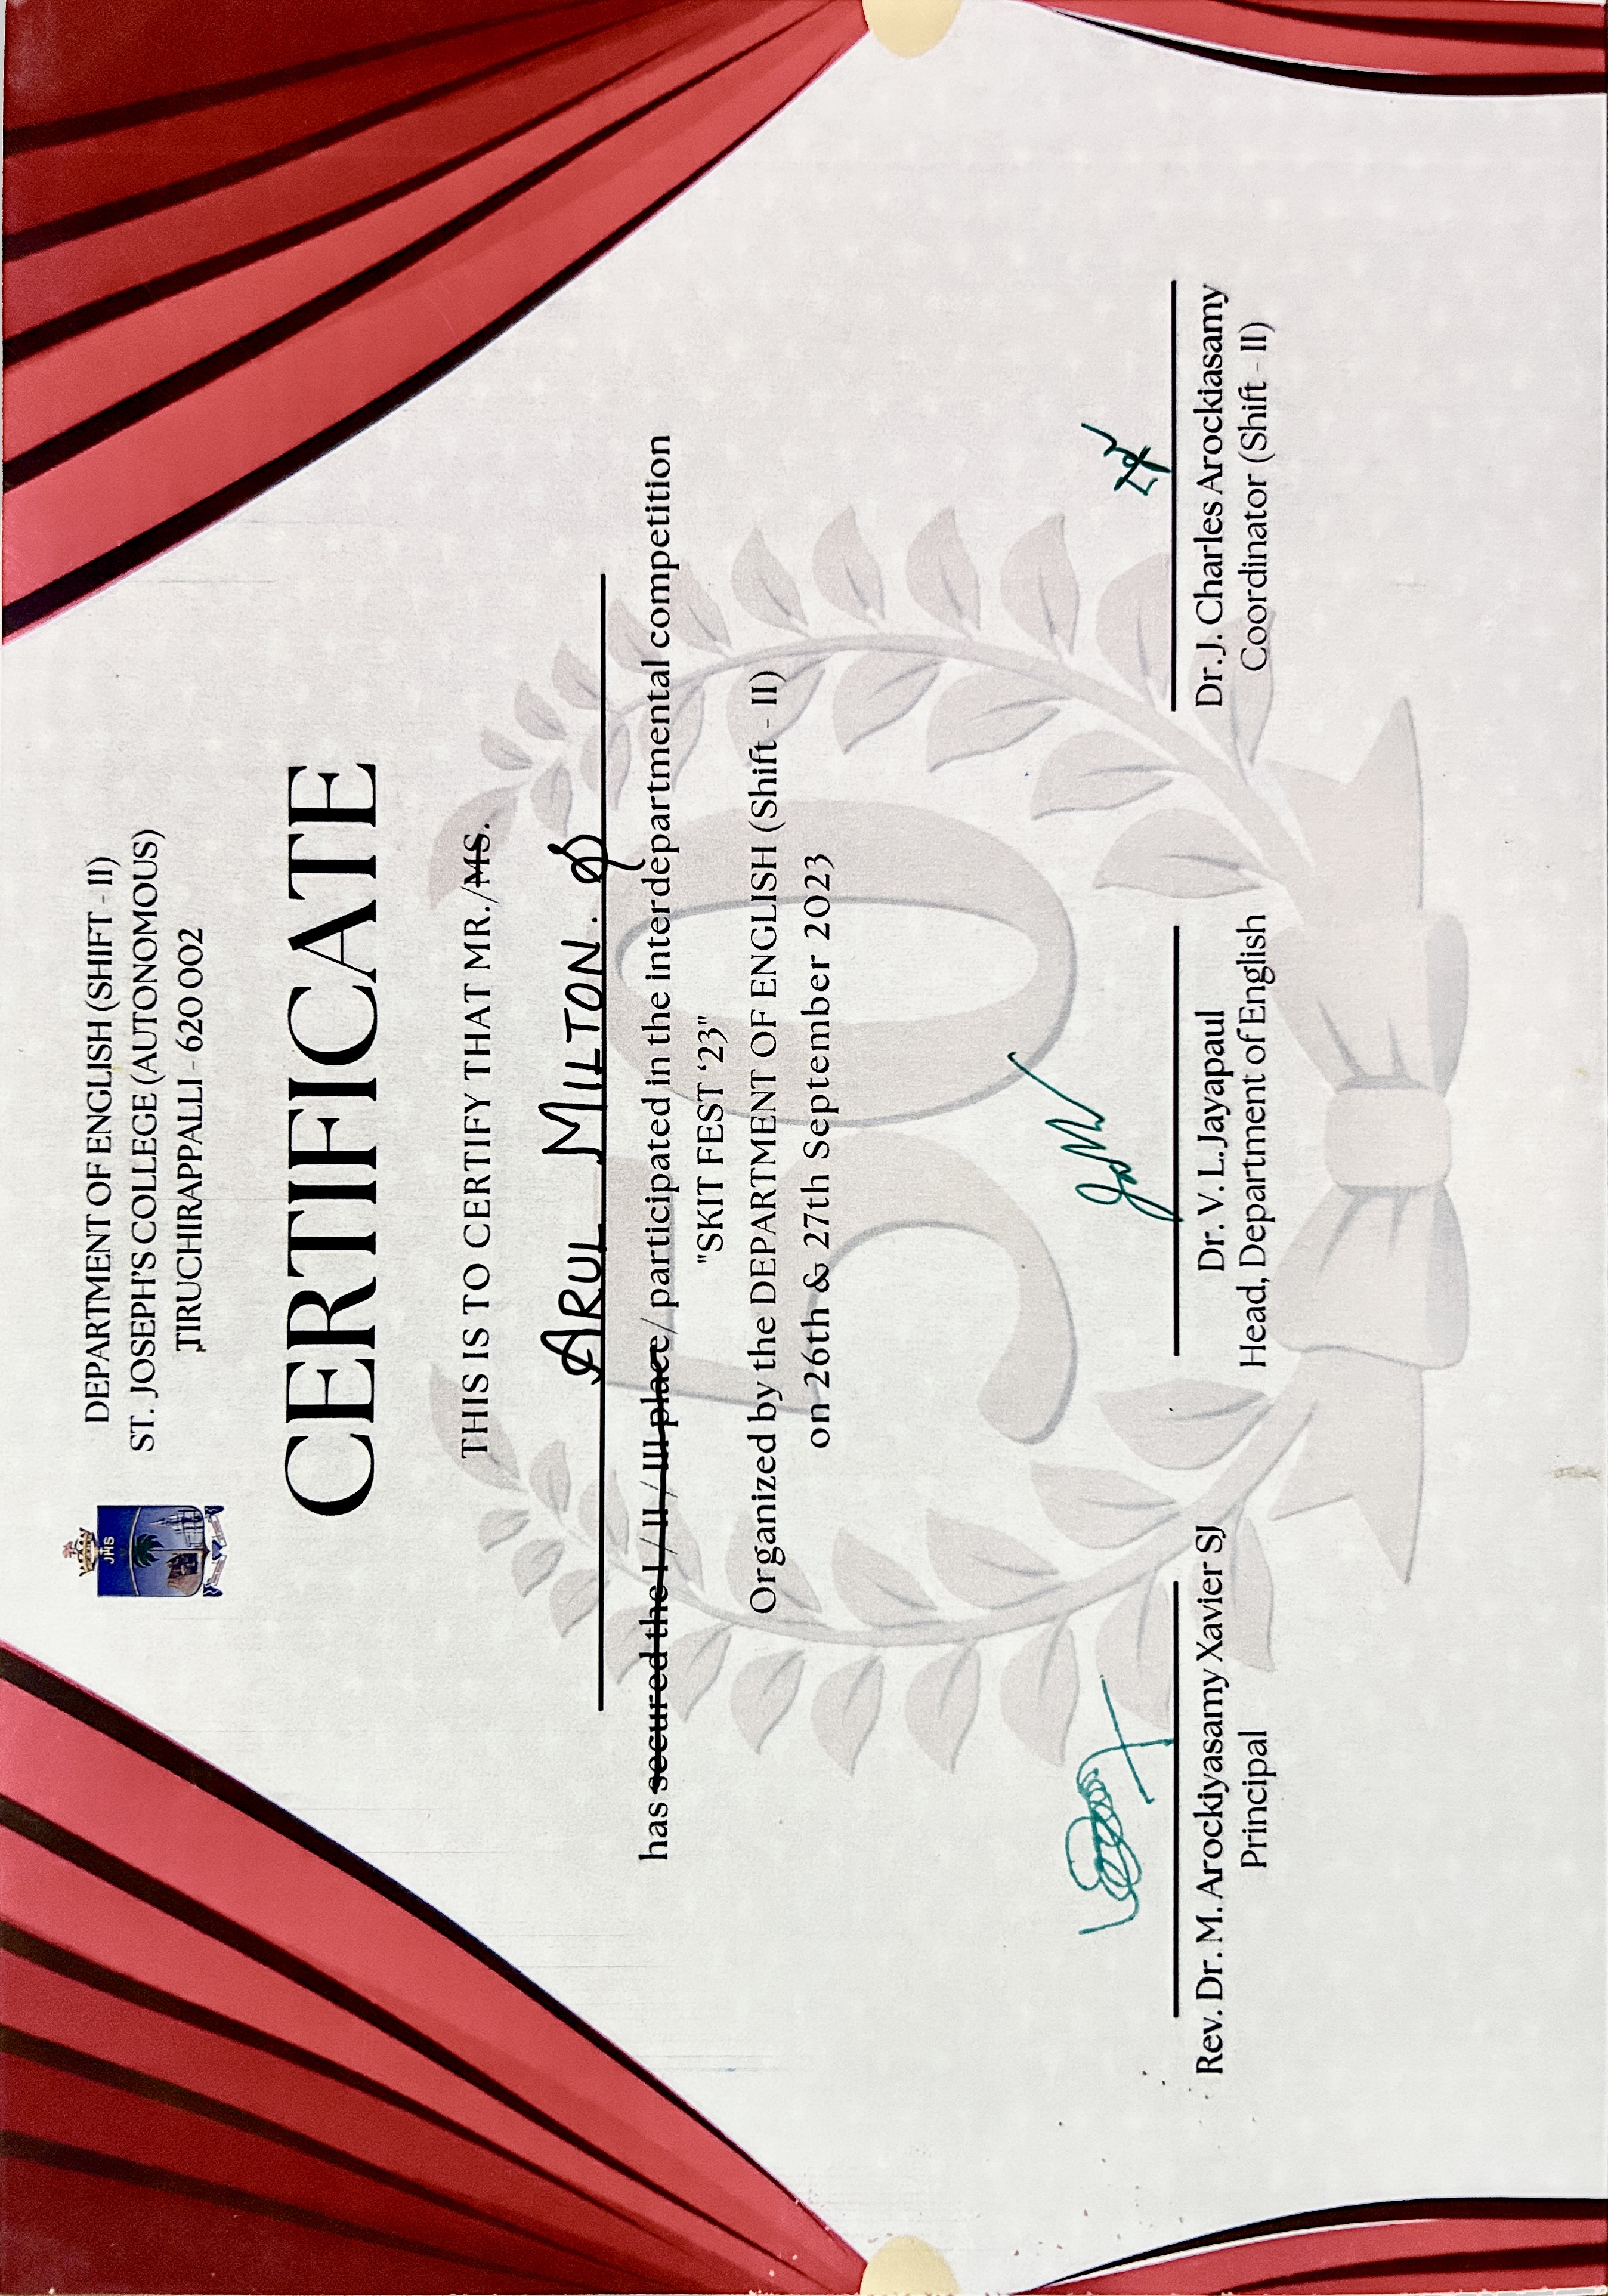 JHS
DEPARTMENT OF ENGLISH (SHIFT - II)
ST. JOSEPH'S COLLEGE (AUTONOMOUS)
TIRUCHIRAPPALLI - 620 002
CERTIFICATE
THIS IS TO CERTIFY THAT MR./MS.
ARUL MILTON. S
has secured the I / II / III place/ participated in the interdepartmental competition
"SKIT FEST ‘23"
Organized by the DEPARTMENT OF ENGLISH (Shift - II)
on 26th & 27th September 2023
50
Rev. Dr. M. Arockiyasamy Xavier SJ
Principal
Dr. V. L. Jayapaul
Head, Department of English
Dr. J. Charles Arockiasamy
Coordinator (Shift - II)